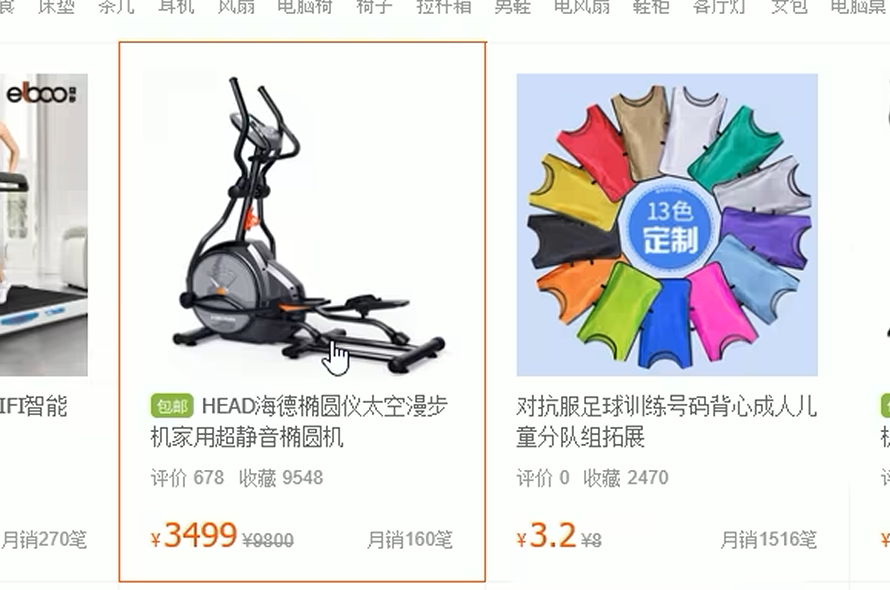 床垫 茶几 耳机 风扇 电脑椅 椅子 拉杆箱 男鞋 电风扇 鞋柜 客厅灯 女包 电脑桌
elboo
13色
定制
IFI智能
月销270笔
包邮 HEAD海德椭圆仪太空漫步
机家用超静音椭圆机
评价 678 收藏 9548
¥3499 ¥9800 月销160笔
对抗服足球训练号码背心成人儿
童分队组拓展
评价 0 收藏 2470
¥3.2 ¥8 月销1516笔